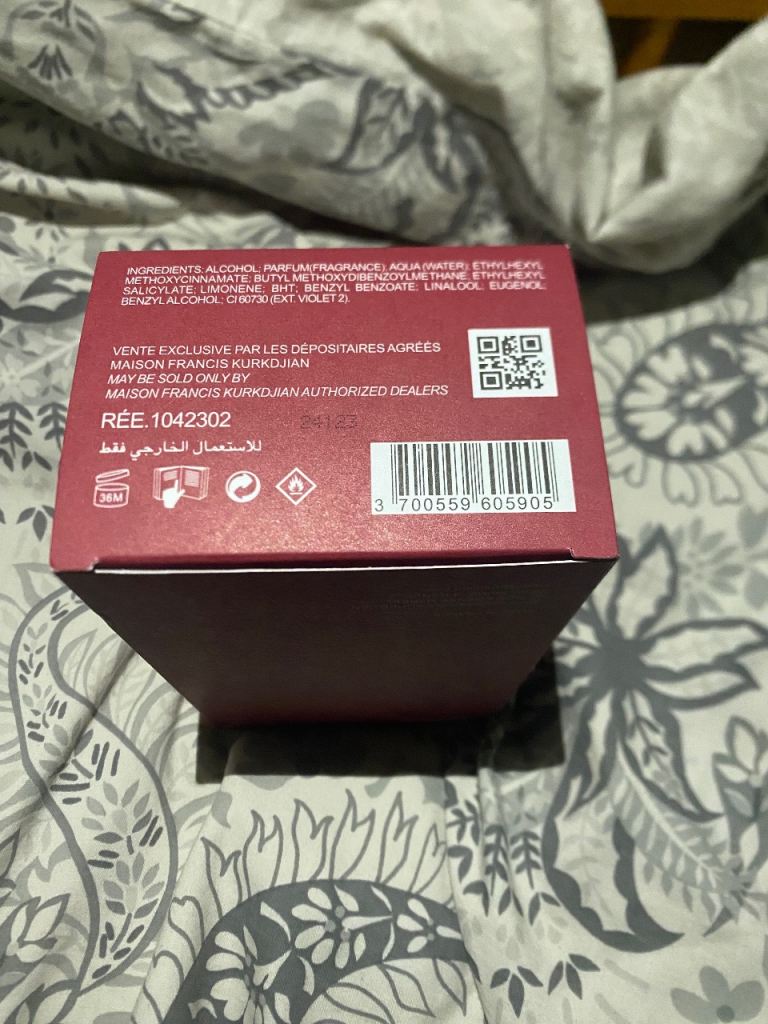 INGREDIENTS: ALCOHOL; PARFUM(FRAGRANCE); AQUA (WATER); ETHYLHEXYL
METHOXYCINNAMATE; BUTYL METHOXYDIBENZOYLMETHANE; ETHYLHEXYL
SALICYLATE; LIMONENE; BHT; BENZYL BENZOATE; LINALOOL; EUGENOL;
BENZYL ALCOHOL; CI 60730 (EXT. VIOLET 2).
VENTE EXCLUSIVE PAR LES DÉPOSITAIRES AGRÉÉS
MAISON FRANCIS KURKDJIAN
MAY BE SOLD ONLY BY
MAISON FRANCIS KURKDJIAN AUTHORIZED DEALERS
RÉE.1042302
24123
للاستعمال الخارجي فقط
36M
3 700559 605905